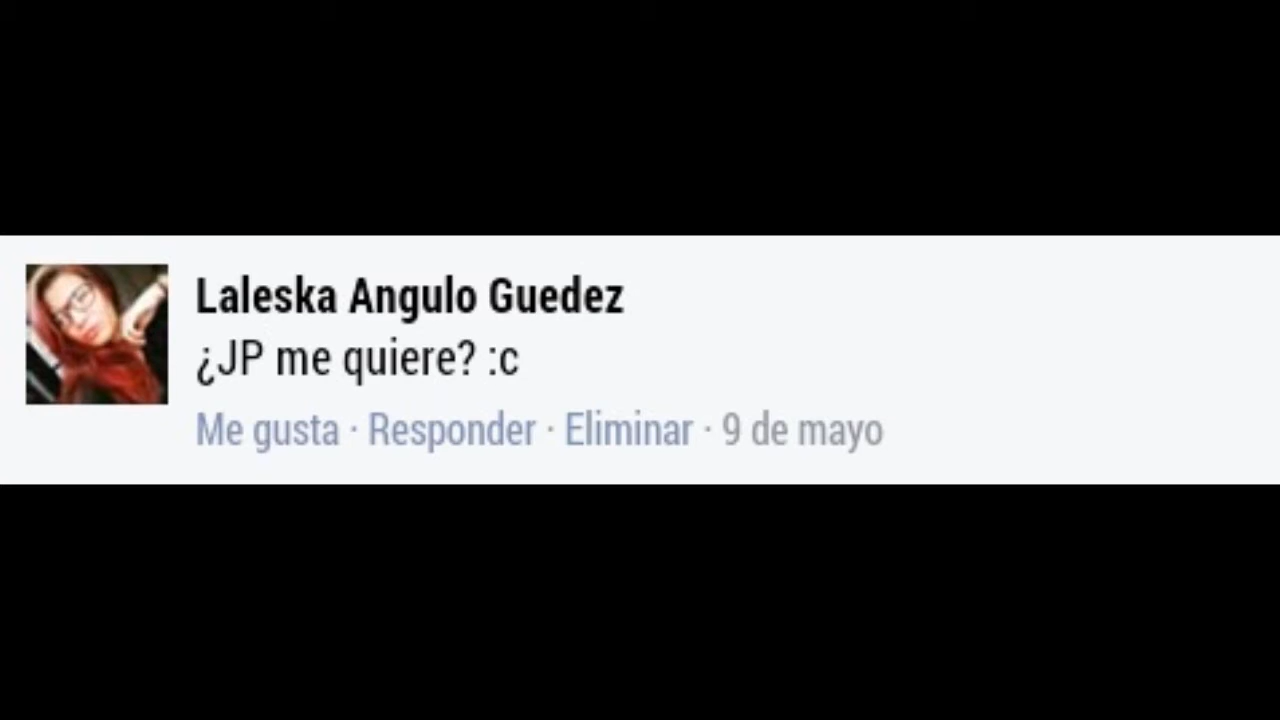 Laleska Angulo Guedez
¿JP me quiere? :c
Me gusta · Responder · Eliminar · 9 de mayo